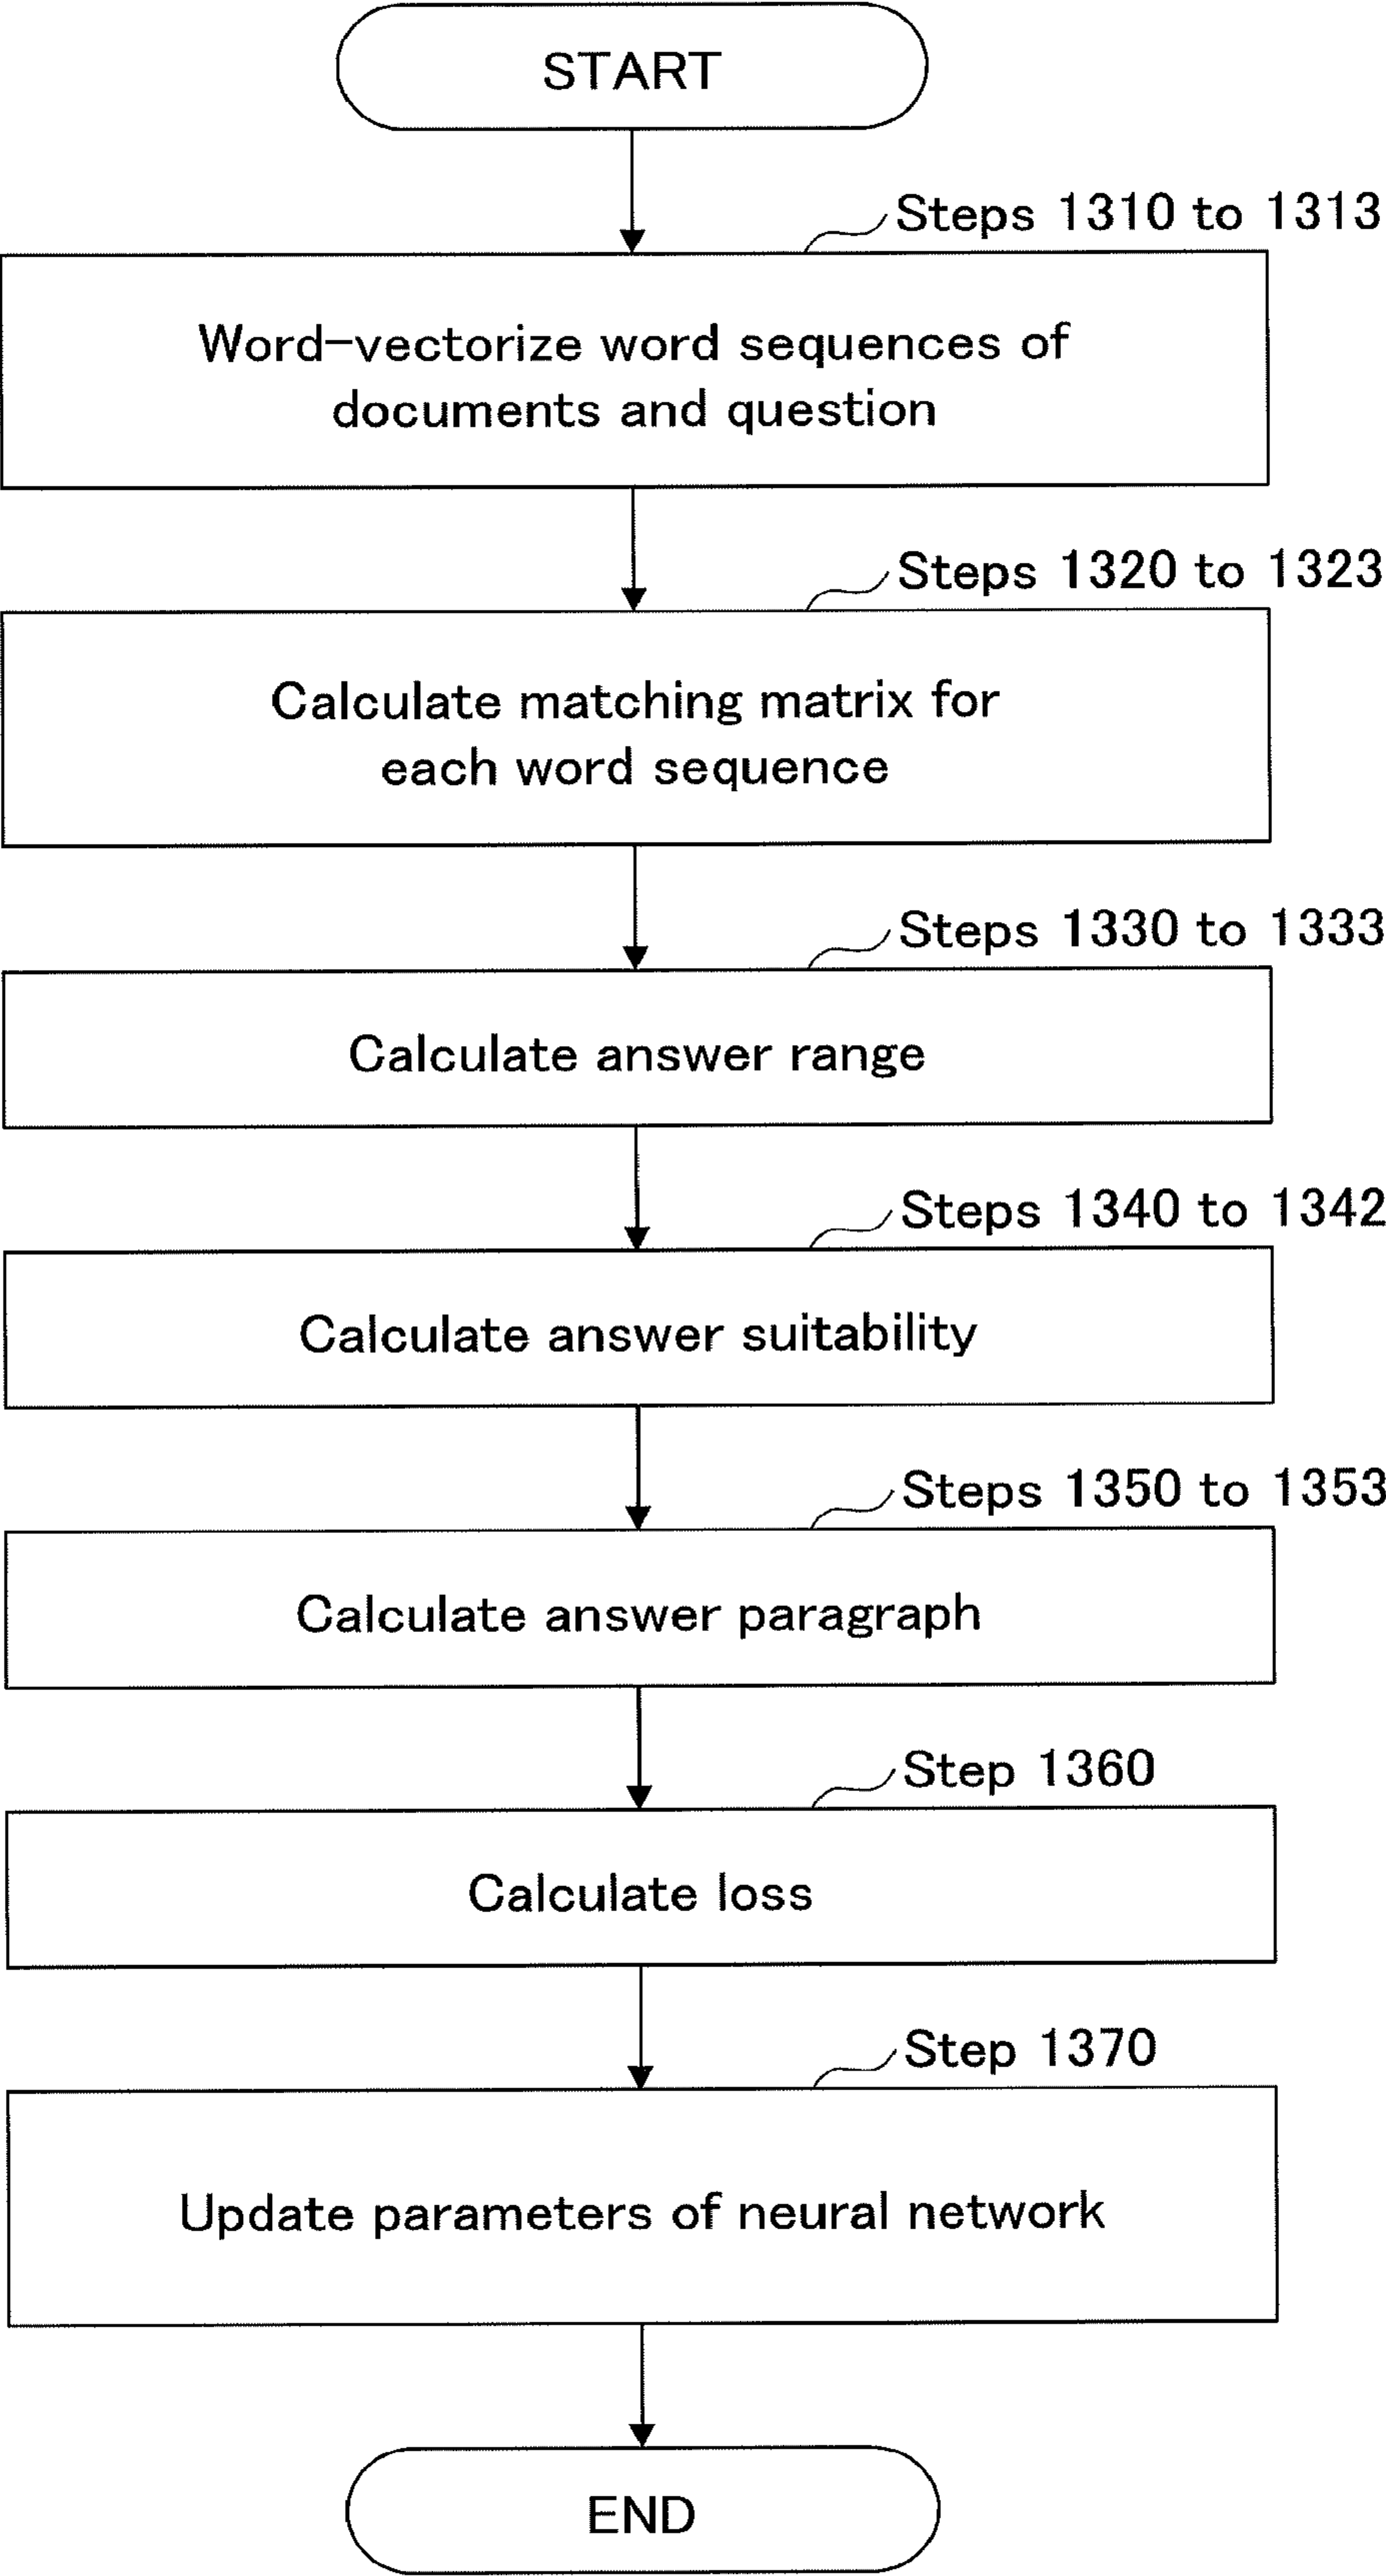 START
Steps 1310 to 1313
Word-vectorize word sequences of
documents and question
Steps 1320 to 1323
Calculate matching matrix for
each word sequence
Steps 1330 to 1333
Calculate answer range
Steps 1340 to 1342
Calculate answer suitability
Steps 1350 to 1353
Calculate answer paragraph
Step 1360
Calculate loss
Step 1370
Update parameters of neural network
END